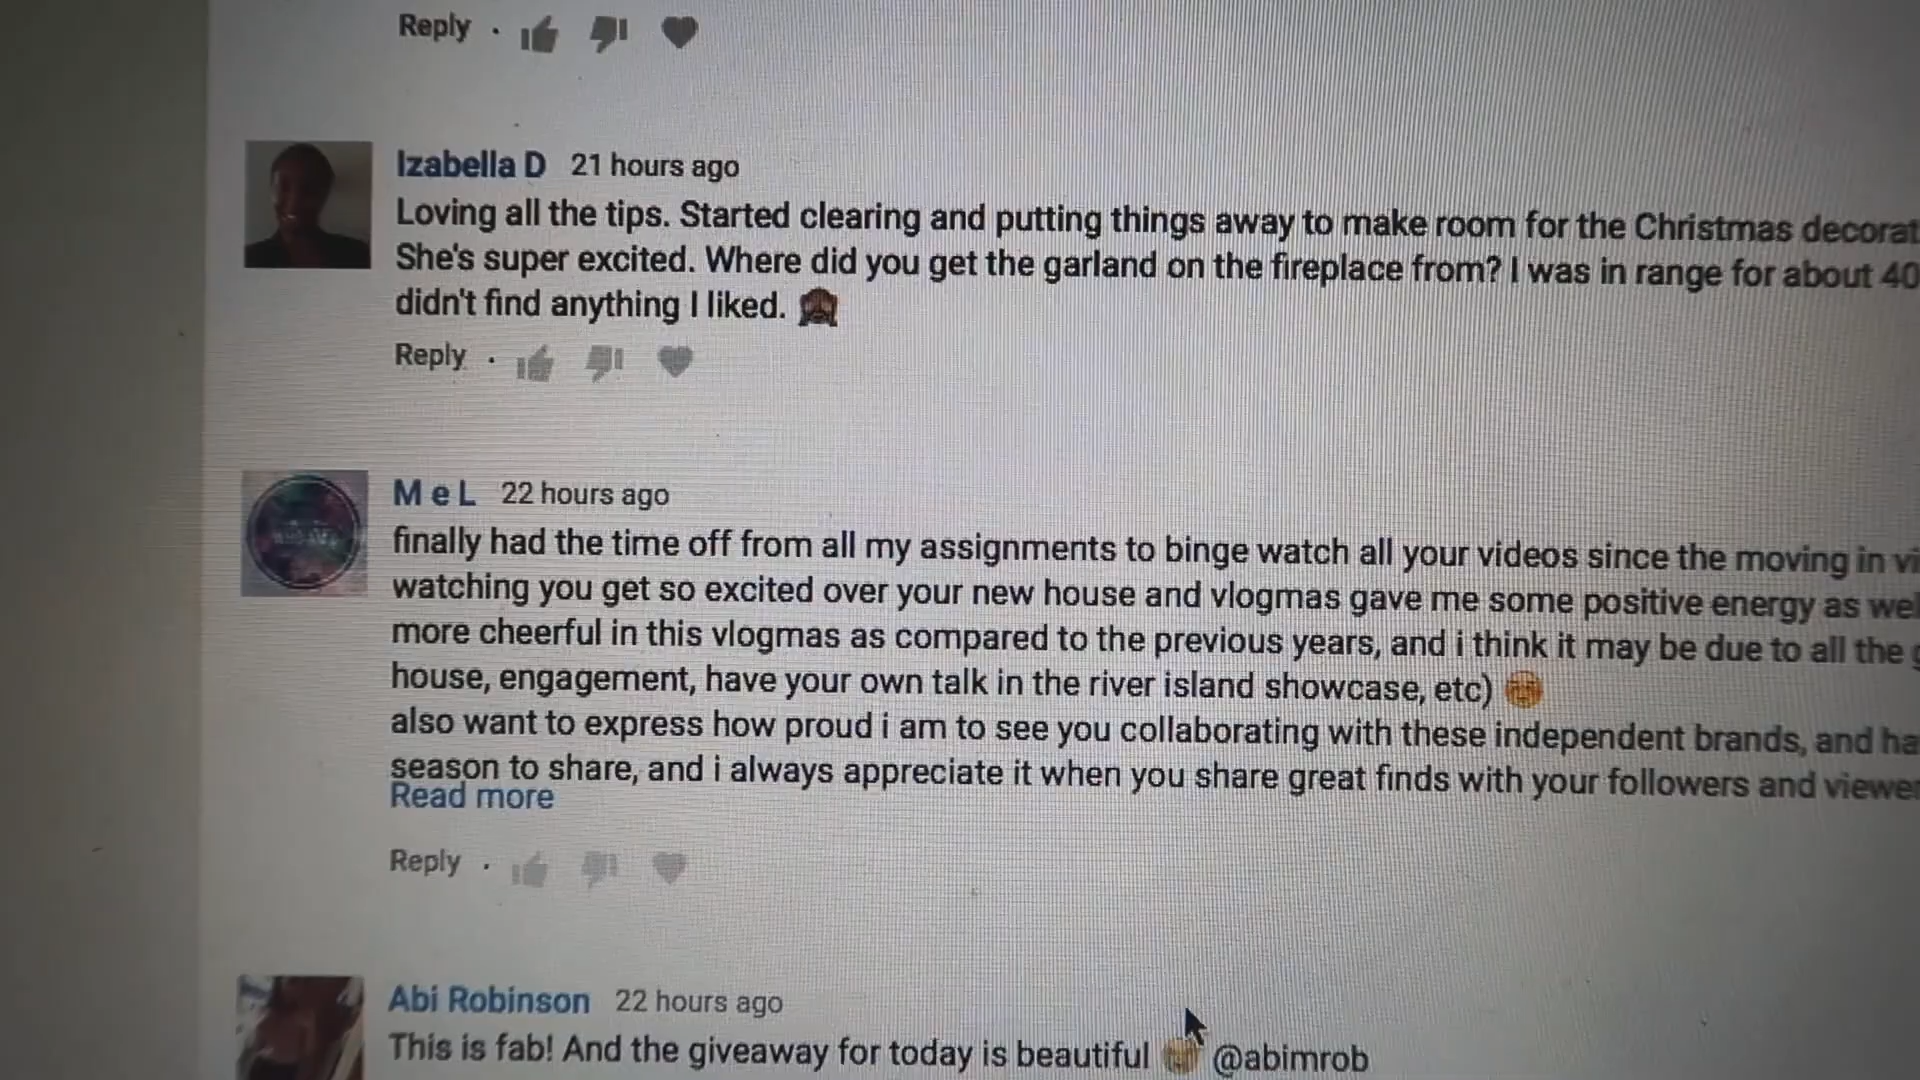 Reply
Izabella D 21 hours ago
Loving all the tips. Started clearing and putting things away to make room for the Christmas decorat
She's super excited. Where did you get the garland on the fireplace from? I was in range for about 40
didn't find anything I liked.
Reply
M e L 22 hours ago
finally had the time off from all my assignments to binge watch all your videos since the moving in vi
watching you get so excited over your new house and vlogmas gave me some positive energy as wel
more cheerful in this vlogmas as compared to the previous years, and i think it may be due to all the g
house, engagement, have your own talk in the river island showcase, etc)
also want to express how proud i am to see you collaborating with these independent brands, and ha
season to share, and i always appreciate it when you share great finds with your followers and viewer
Read more
Reply
Abi Robinson 22 hours ago
This is fab! And the giveaway for today is beautiful @abimrob